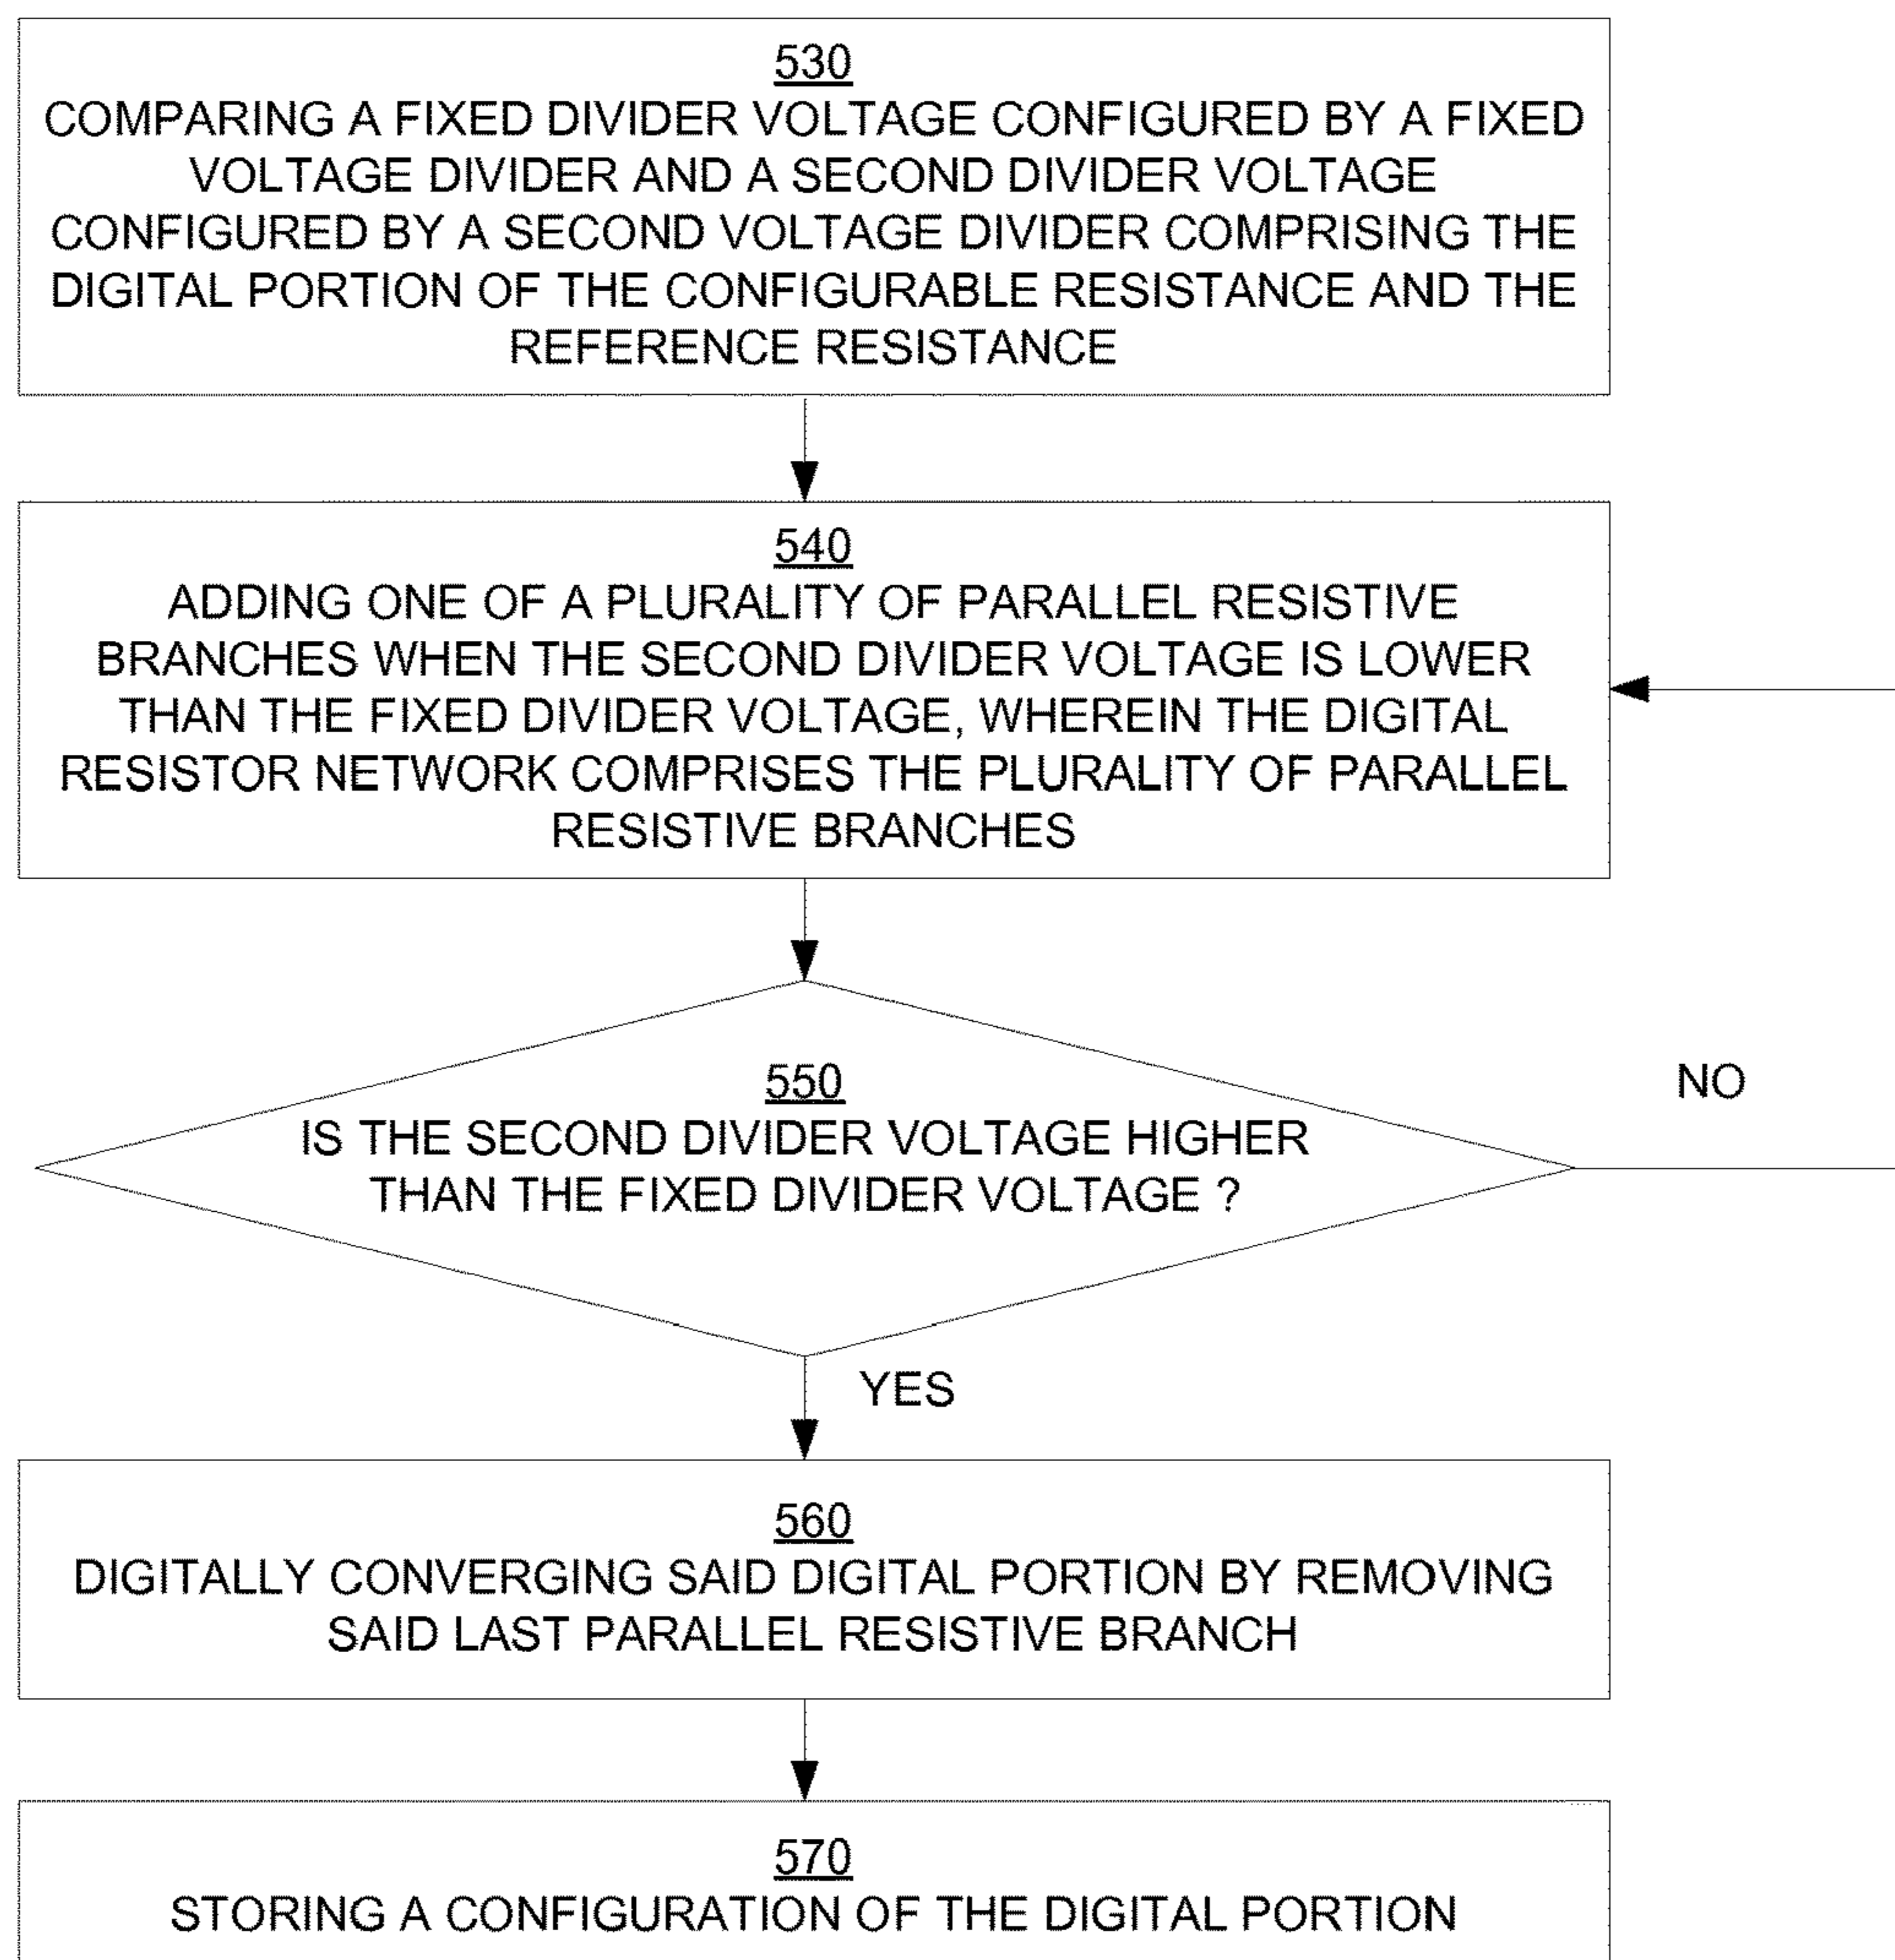 530
COMPARING A FIXED DIVIDER VOLTAGE CONFIGURED BY A FIXED
VOLTAGE DIVIDER AND A SECOND DIVIDER VOLTAGE
CONFIGURED BY A SECOND VOLTAGE DIVIDER COMPRISING THE
DIGITAL PORTION OF THE CONFIGURABLE RESISTANCE AND THE
REFERENCE RESISTANCE
540
ADDING ONE OF A PLURALITY OF PARALLEL RESISTIVE
BRANCHES WHEN THE SECOND DIVIDER VOLTAGE IS LOWER
THAN THE FIXED DIVIDER VOLTAGE, WHEREIN THE DIGITAL
RESISTOR NETWORK COMPRISES THE PLURALITY OF PARALLEL
RESISTIVE BRANCHES
550
IS THE SECOND DIVIDER VOLTAGE HIGHER
THAN THE FIXED DIVIDER VOLTAGE ?
NO
YES
560
DIGITALLY CONVERGING SAID DIGITAL PORTION BY REMOVING
SAID LAST PARALLEL RESISTIVE BRANCH
570
STORING A CONFIGURATION OF THE DIGITAL PORTION